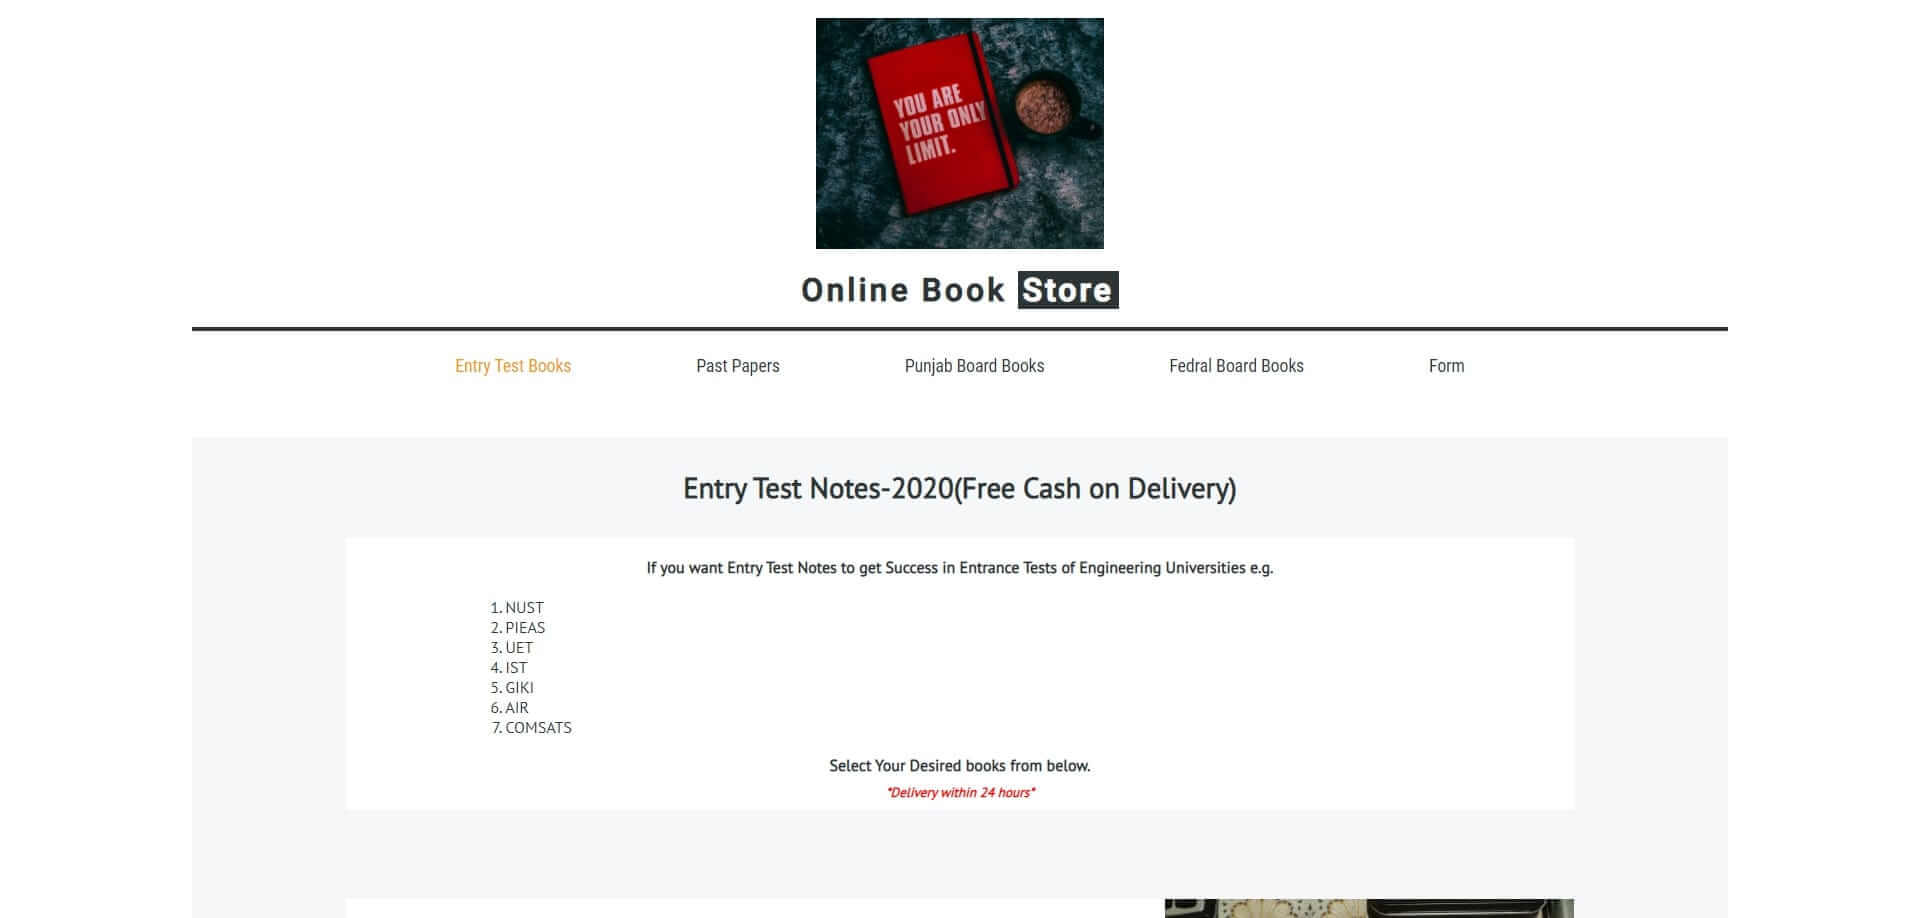 YOU ARE
YOUR ONLY
LIMIT.
Online Book Store
Entry Test Books
Past Papers
Punjab Board Books
Fedral Board Books
Form
Entry Test Notes-2020(Free Cash on Delivery)
If you want Entry Test Notes to get Success in Entrance Tests of Engineering Universities e.g.
1. NUST
2. PIEAS
3. UET
4. IST
5. GIKI
6. AIR
7. COMSATS
Select Your Desired books from below.
*Delivery within 24 hours*